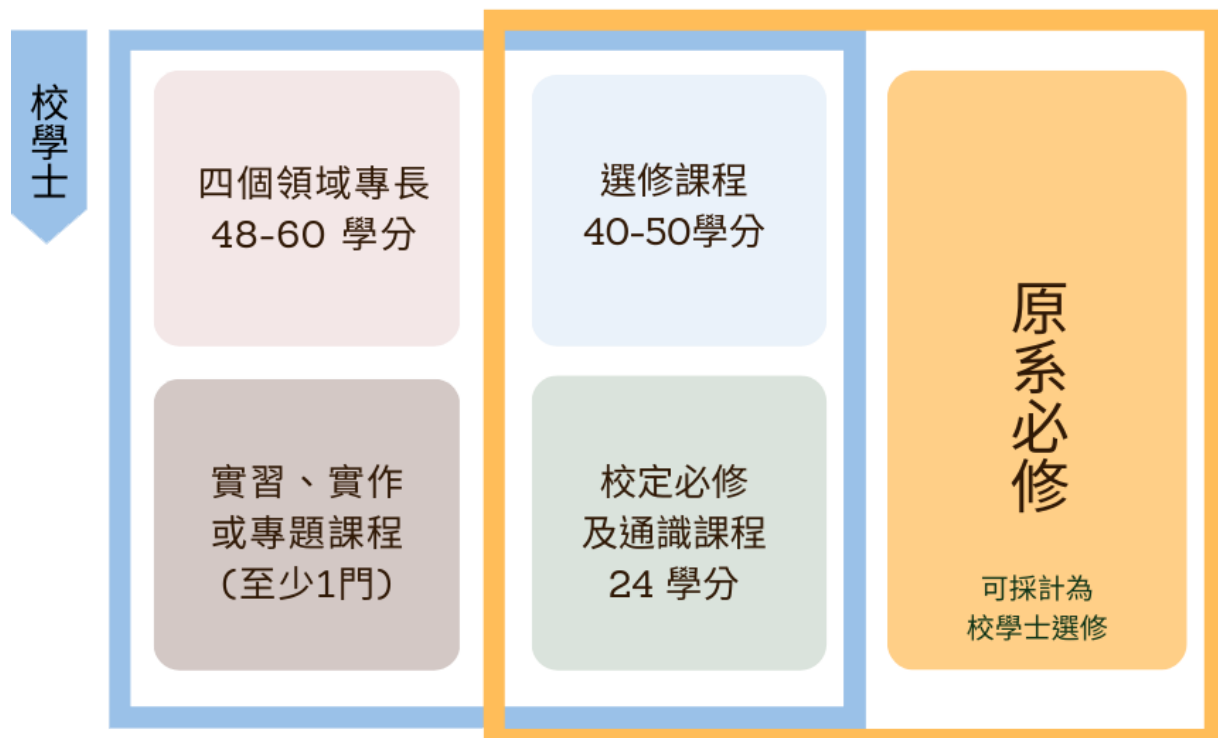 校學士
四個領域專長
48-60 學分
選修課程
40-50學分
實習、實作
或專題課程
(至少1門)
校定必修
及通識課程
24 學分
原系必修
可採計為
校學士選修